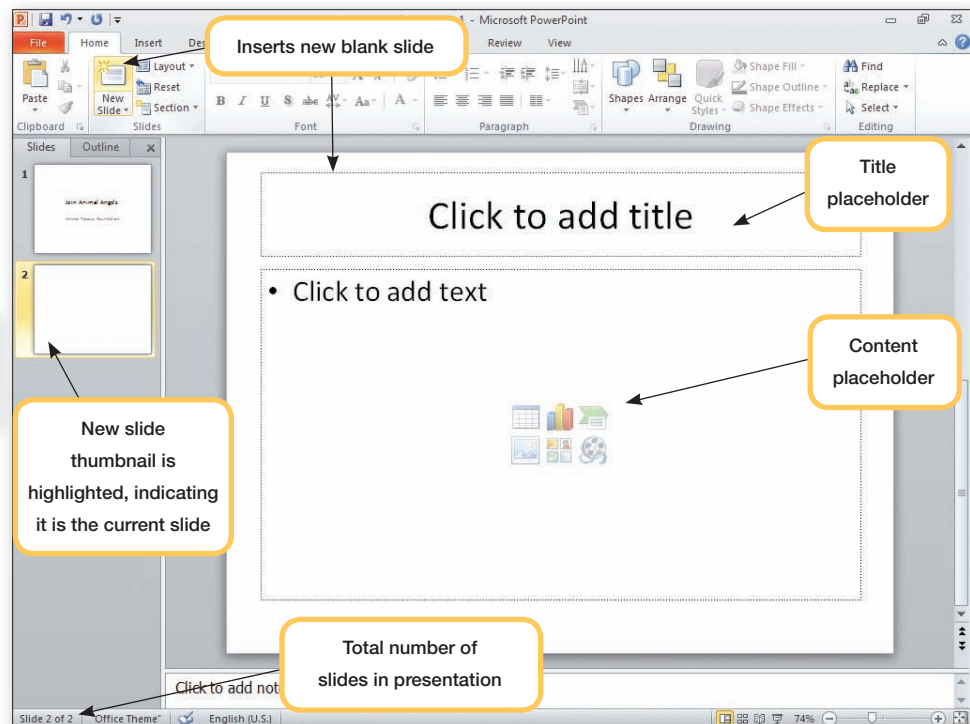 1 - Microsoft PowerPoint
File Home Insert Des Review View
Inserts new blank slide
Paste
New Slide
Layout
Reset
Section
B I U S abc AV Aa A
Shapes Arrange Quick Styles
Shape Fill
Shape Outline
Shape Effects
Find
Replace
Select
Clipboard Slides Font Paragraph Drawing Editing
Slides Outline
1
Join Animal Angels
2
Click to add title
Title
placeholder
• Click to add text
Content
placeholder
New slide
thumbnail is
highlighted, indicating
it is the current slide
Total number of
slides in presentation
Click to add not
Slide 2 of 2 "Office Theme" English (U.S.) 74%